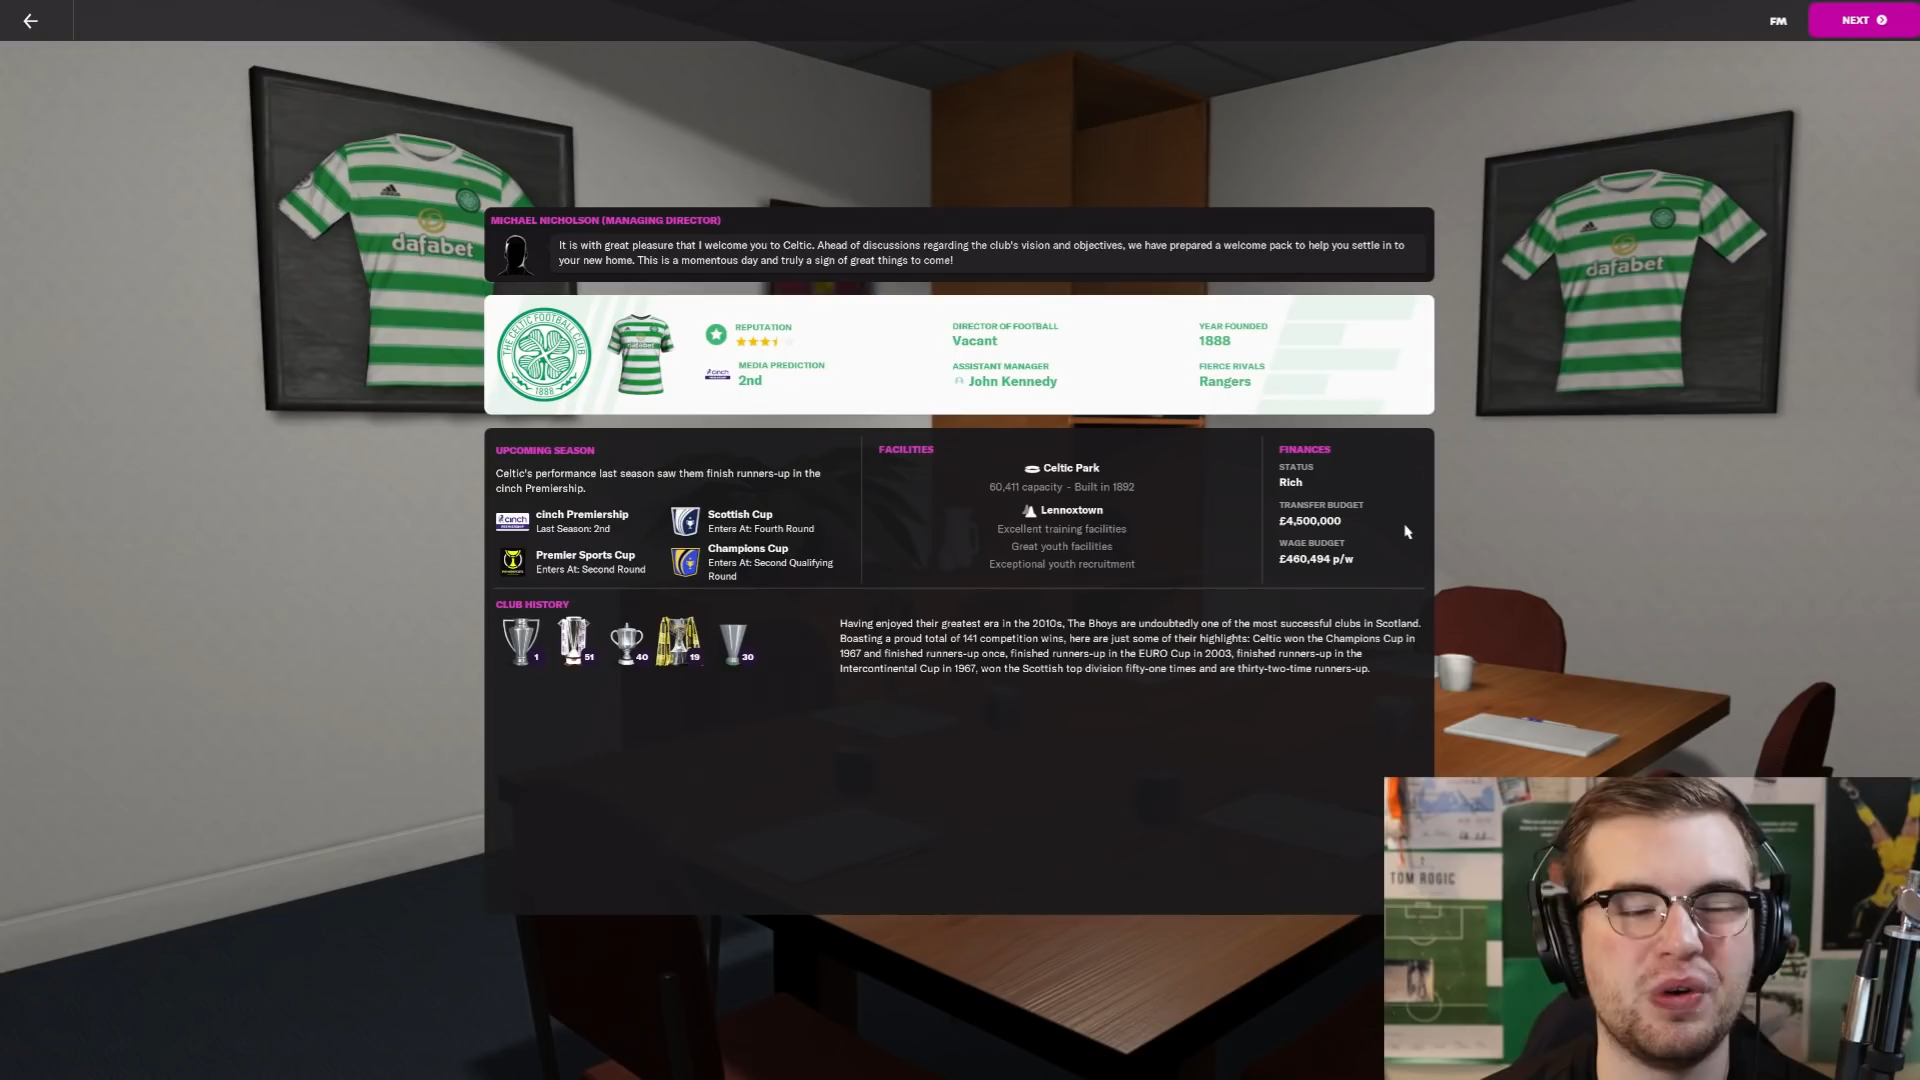 FM
NEXT
dafabet
dafabet
MICHAEL NICHOLSON (MANAGING DIRECTOR)
It is with great pleasure that I welcome you to Celtic. Ahead of discussions regarding the club's vision and objectives, we have prepared a welcome pack to help you settle in to
your new home. This is a momentous day and truly a sign of great things to come!
THE CELTIC FOOTBALL CLUB
1888
REPUTATION
cinch
MEDIA PREDICTION
2nd
DIRECTOR OF FOOTBALL
Vacant
ASSISTANT MANAGER
John Kennedy
YEAR FOUNDED
1888
FIERCE RIVALS
Rangers
UPCOMING SEASON
Celtic's performance last season saw them finish runners-up in the
cinch Premiership.
cinch
cinch Premiership
Last Season: 2nd
Scottish Cup
Enters At: Fourth Round
Premier Sports Cup
Enters At: Second Round
Champions Cup
Enters At: Second Qualifying
Round
FACILITIES
Celtic Park
60,411 capacity - Built in 1892
Lennoxtown
Excellent training facilities
Great youth facilities
Exceptional youth recruitment
FINANCES
STATUS
Rich
TRANSFER BUDGET
£4,500,000
WAGE BUDGET
£460,494 p/w
CLUB HISTORY
1
51
40
19
30
Having enjoyed their greatest era in the 2010s, The Bhoys are undoubtedly one of the most successful clubs in Scotland.
Boasting a proud total of 141 competition wins, here are just some of their highlights: Celtic won the Champions Cup in
1967 and finished runners-up once, finished runners-up in the EURO Cup in 2003, finished runners-up in the
Intercontinental Cup in 1967, won the Scottish top division fifty-one times and are thirty-two-time runners-up.
TOM ROGIC